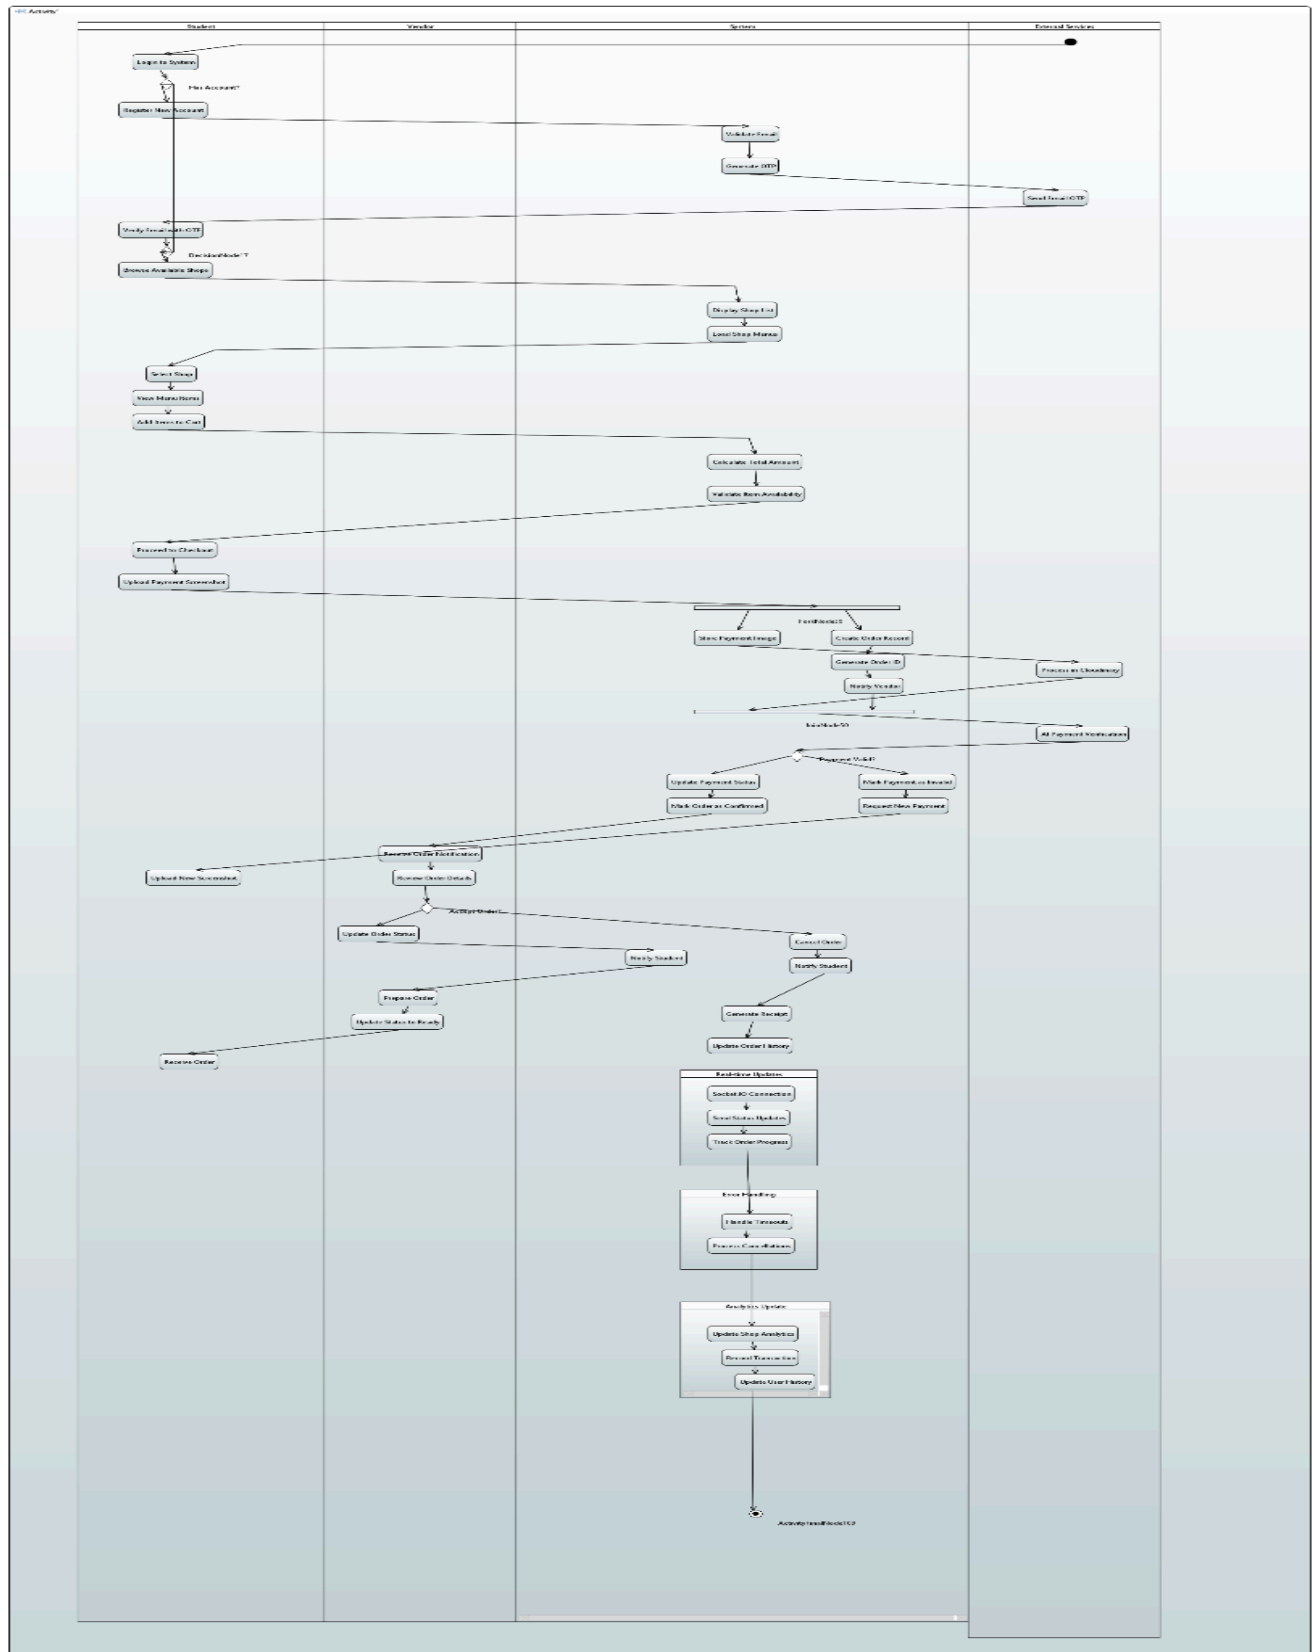 Activity1
Student
Vendor
System
External Services
Login to System
Has Account?
Register New Account
Validate Email
Generate OTP
Send Email OTP
Verify Email with OTP
DecisionNode17
Browse Available Shops
Display Shop List
Load Shop Menus
Select Shop
View Menu Items
Add Items to Cart
Calculate Total Amount
Validate Item Availability
Proceed to Checkout
Upload Payment Screenshot
Store Payment Image
Create Order Record
Generate Order ID
Process as Cloudinary
Notify Vendor
JoinNode50
AI Payment Verification
Payment Valid?
Update Payment Status
Mark Payment as Invalid
Mark Order as Confirmed
Request New Payment
Receive Order Notification
Upload New Screenshot
Review Order Details
Accept Order?
Update Order Status
Cancel Order
Notify Student
Notify Student
Prepare Order
Generate Receipt
Update Status to Ready
Update Order History
Receive Order
Real-time Updates
Socket.IO Connection
Send Status Updates
Track Order Progress
Error Handling
Handle Timeouts
Process Cancellations
Analytics Update
Update Shop Analytics
Record Transaction
Update User History